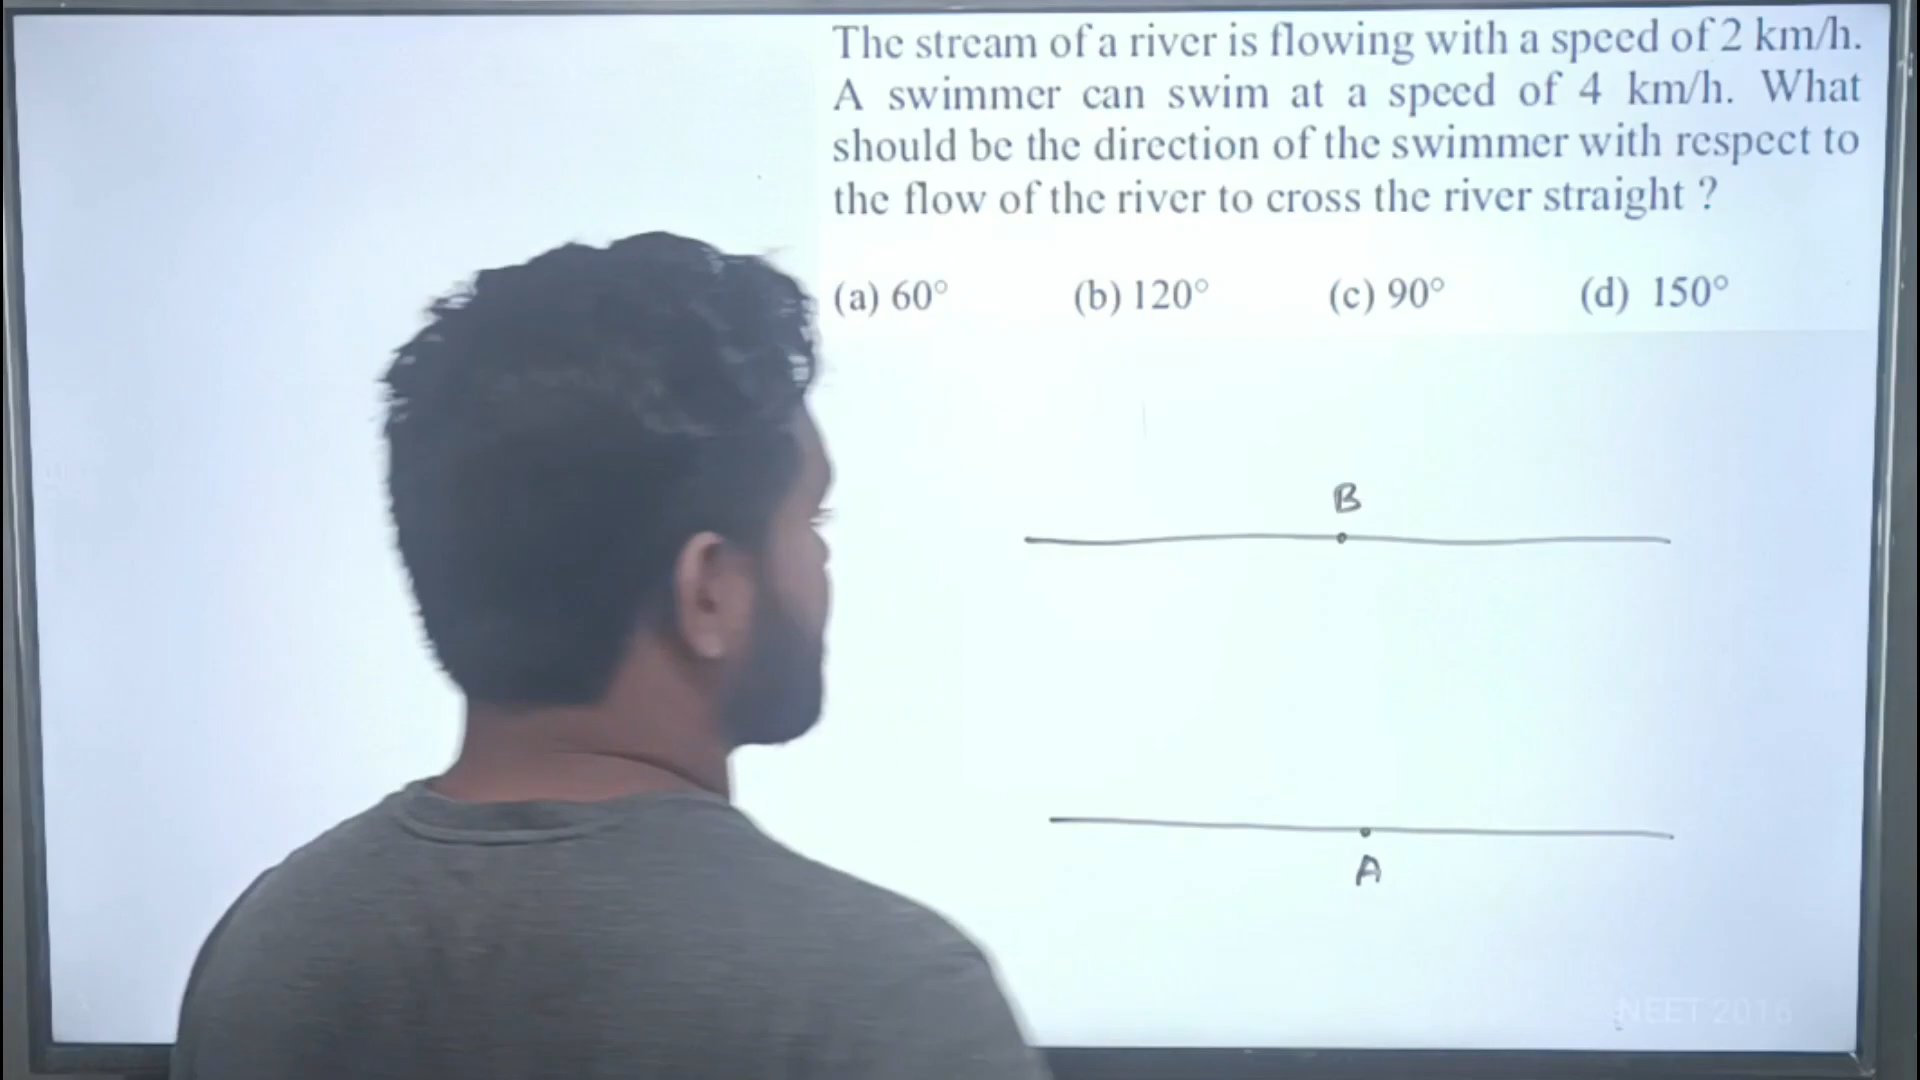 The stream of a river is flowing with a speed of 2 km/h.
A swimmer can swim at a speed of 4 km/h. What
should be the direction of the swimmer with respect to
the flow of the river to cross the river straight ?
(a) 60° (b) 120° (c) 90° (d) 150°
B
A
NEET 2016